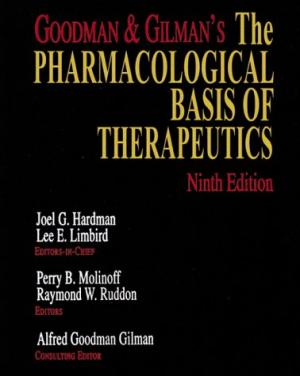 GOODMAN & GILMAN'S The
PHARMACOLOGICAL
BASIS OF
THERAPEUTICS
Ninth Edition
Joel G. Hardman
Lee E. Limbird
EDITORS-IN-CHIEF
Perry B. Molinoff
Raymond W. Ruddon
EDITORS
Alfred Goodman Gilman
CONSULTING EDITOR